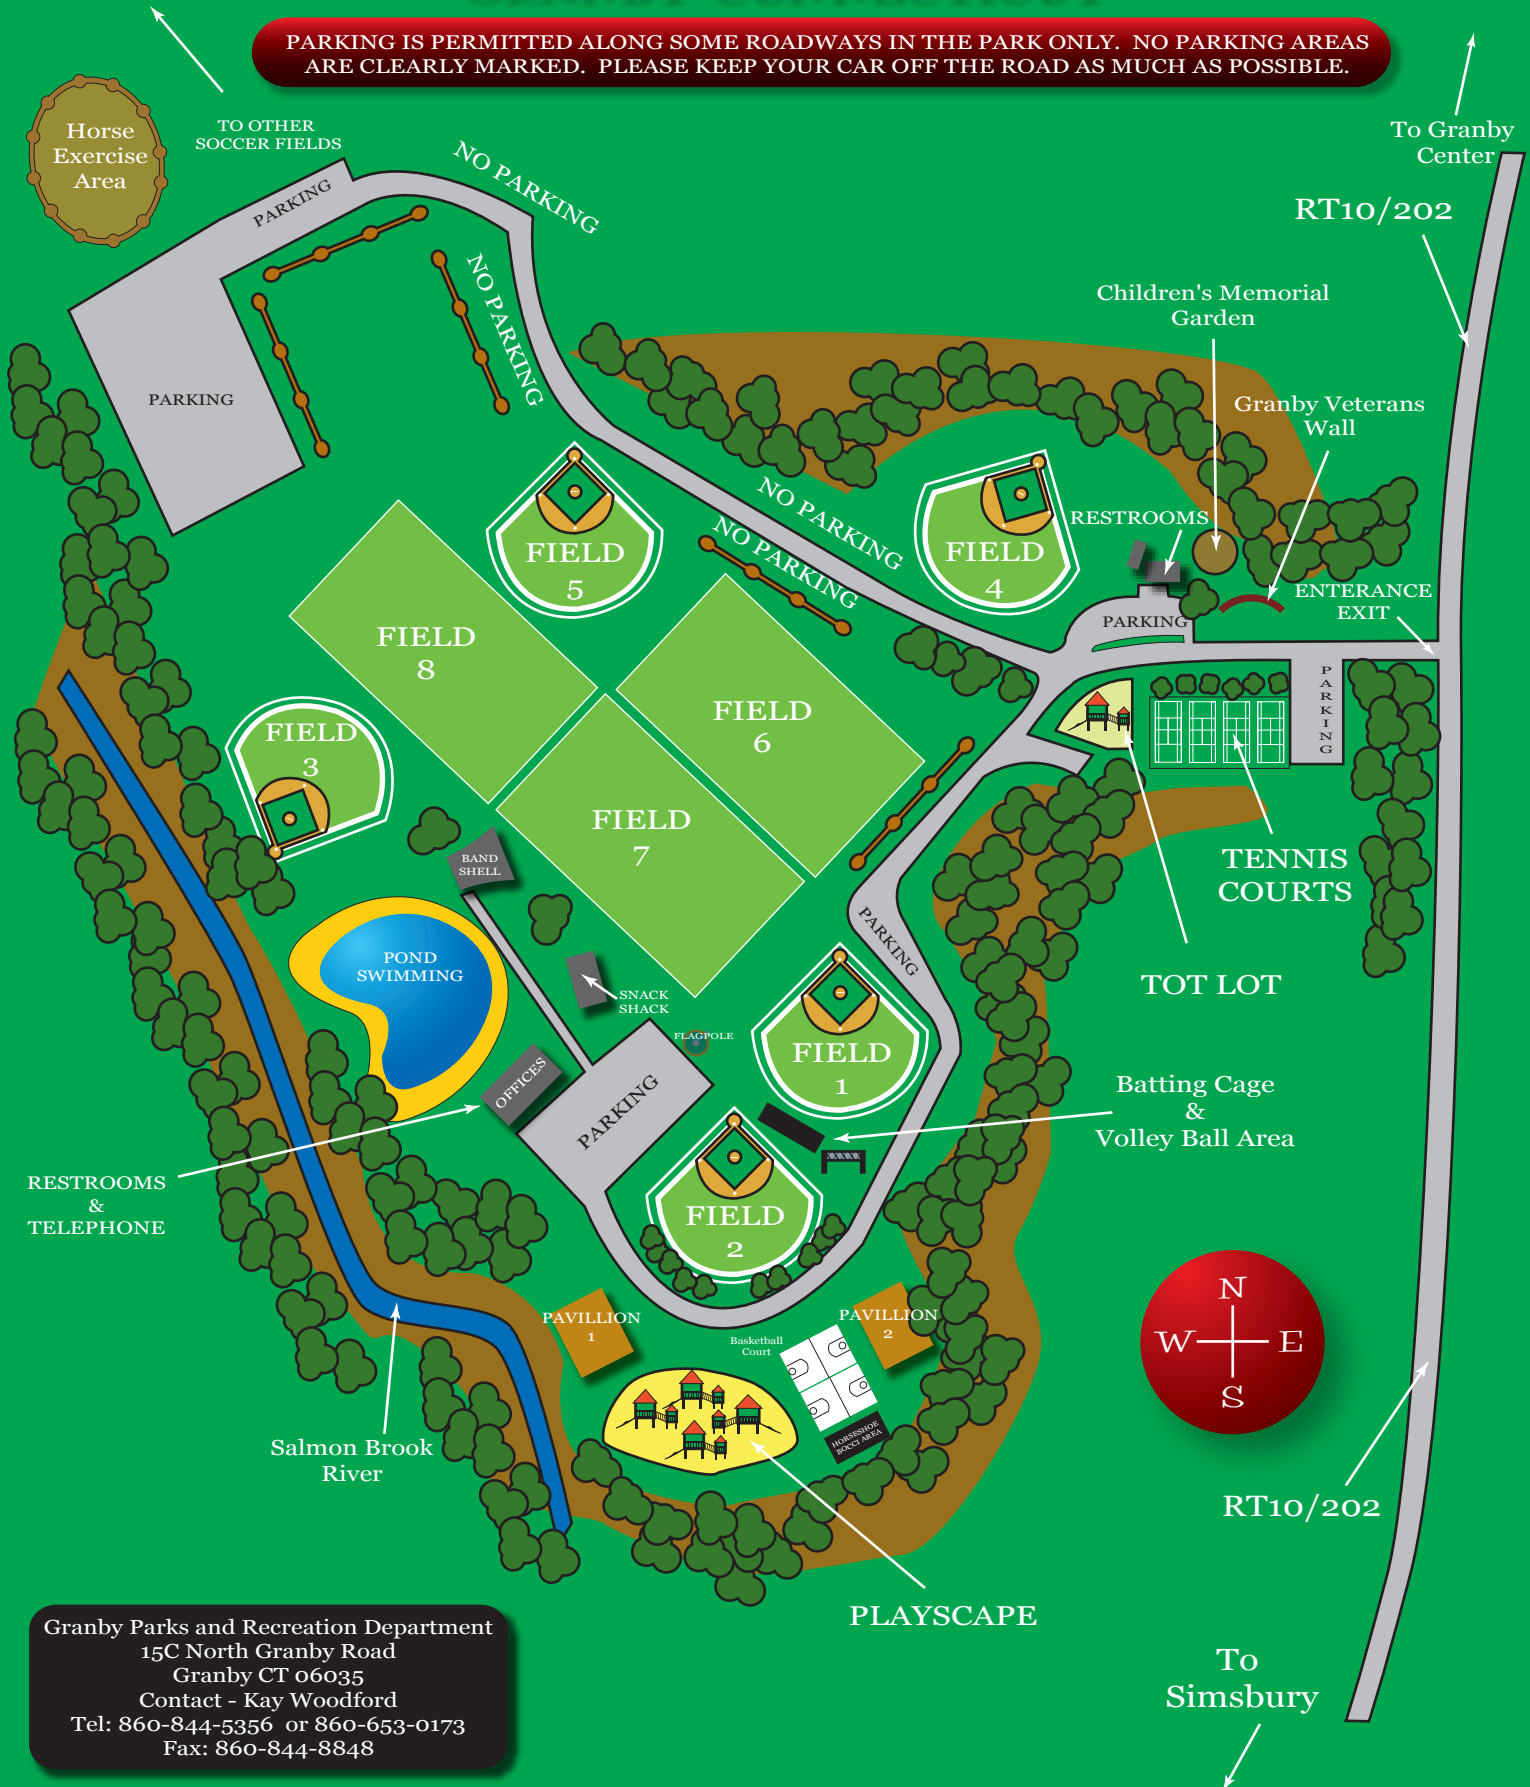 PARKING IS PERMITTED ALONG SOME ROADWAYS IN THE PARK ONLY.  NO PARKING AREAS
ARE CLEARLY MARKED.  PLEASE KEEP YOUR CAR OFF THE ROAD AS MUCH AS POSSIBLE.
Horse
Exercise
Area
TO OTHER
SOCCER FIELDS
To Granby
Center
NO PARKING
PARKING
RT10/202
NO PARKING
Children's Memorial
Garden
PARKING
Granby Veterans
Wall
NO PARKING
NO PARKING
RESTROOMS
FIELD
5
FIELD
4
ENTERANCE
EXIT
PARKING
FIELD
8
PARKING
FIELD
6
FIELD
3
FIELD
7
BAND
SHELL
TENNIS
COURTS
PARKING
POND
SWIMMING
TOT LOT
SNACK
SHACK
FLAGPOLE
FIELD
1
OFFICES
PARKING
Batting Cage
&
Volley Ball Area
XXXXX
RESTROOMS
&
TELEPHONE
FIELD
2
PAVILLION
1
PAVILLION
2
Basketball
Court
N
W
E
S
HORSESHOE
BOCCI AREA
Salmon Brook
River
RT10/202
PLAYSCAPE
To
Simsbury
Granby Parks and Recreation Department
15C North Granby Road
Granby CT 06035
Contact - Kay Woodford
Tel: 860-844-5356  or 860-653-0173
Fax: 860-844-8848